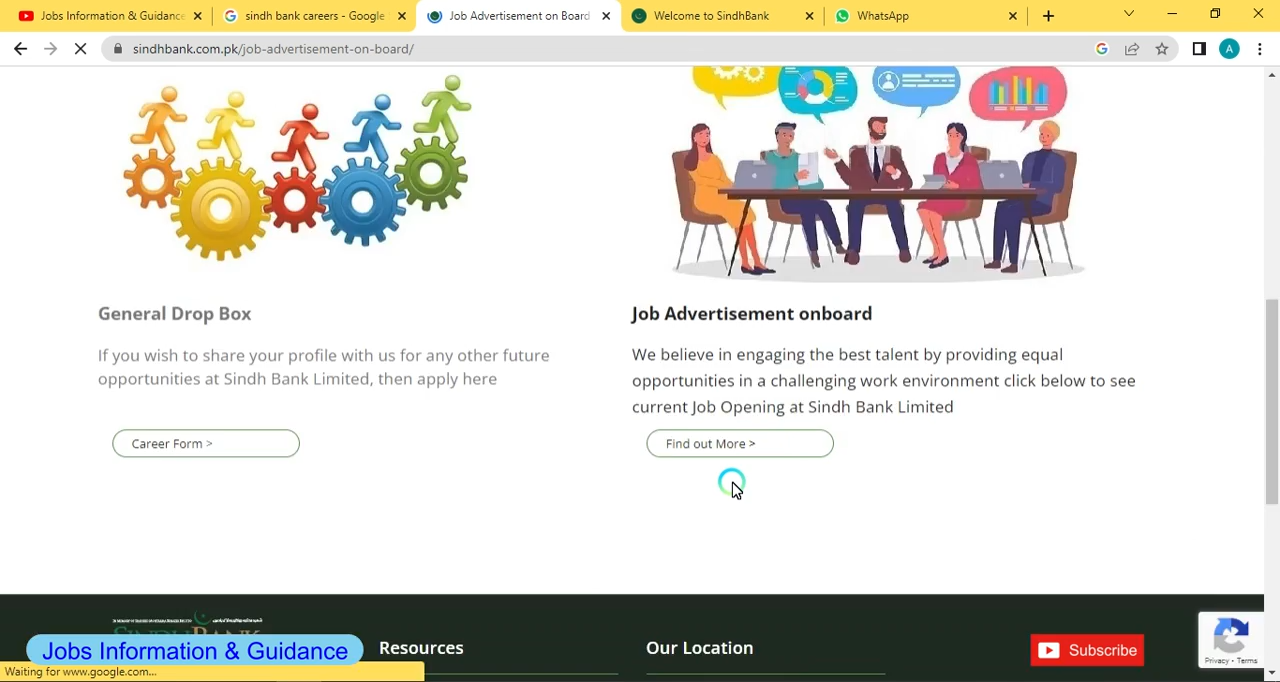 Jobs Information & Guidance
sindh bank careers - Google
Job Advertisement on Board
Welcome to SindhBank
WhatsApp
sindhbank.com.pk/job-advertisement-on-board/
A
General Drop Box
If you wish to share your profile with us for any other future
opportunities at Sindh Bank Limited, then apply here
Career Form >
Job Advertisement onboard
We believe in engaging the best talent by providing equal
opportunities in a challenging work environment click below to see
current Job Opening at Sindh Bank Limited
Find out More >
SINDHBANK
Jobs Information & Guidance
Resources
Our Location
Subscribe
Privacy - Terms
Waiting for www.google.com...